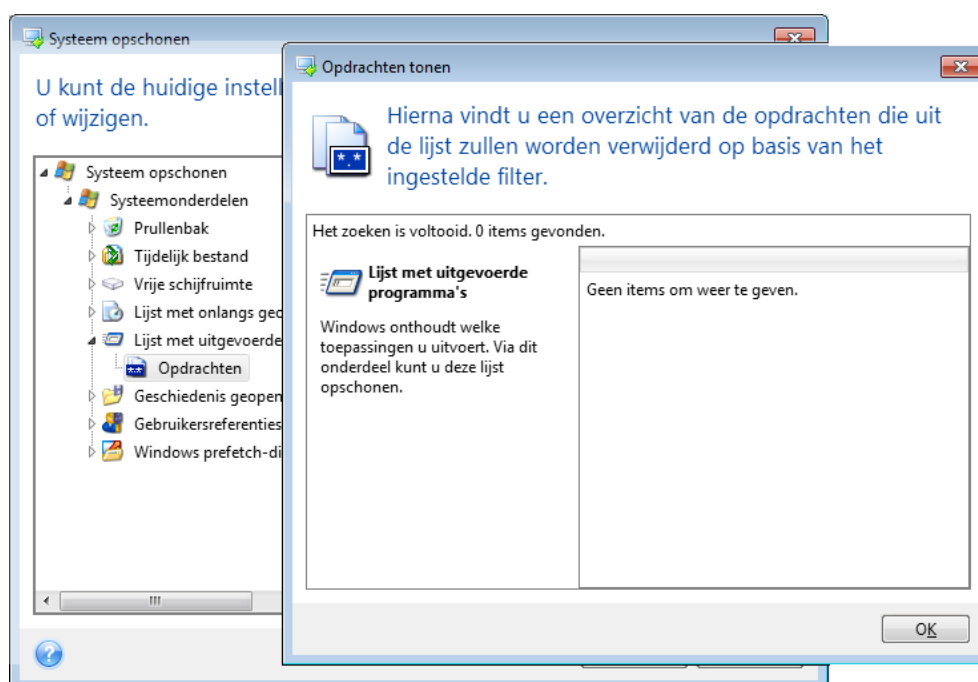 Systeem opschonen
U kunt de huidige instell
of wijzigen.
Systeem opschonen
Systeemonderdelen
Prullenbak
Tijdelijk bestand
Vrije schijfruimte
Lijst met onlangs geo
Lijst met uitgevoerde
Opdrachten
Geschiedenis geopen
Gebruikersreferenties
Windows prefetch-di
Opdrachten tonen
Hierna vindt u een overzicht van de opdrachten die uit
de lijst zullen worden verwijderd op basis van het
ingestelde filter.
Het zoeken is voltooid. 0 items gevonden.
Lijst met uitgevoerde
programma's
Windows onthoudt welke
toepassingen u uitvoert. Via dit
onderdeel kunt u deze lijst
opschonen.
Geen items om weer te geven.
OK